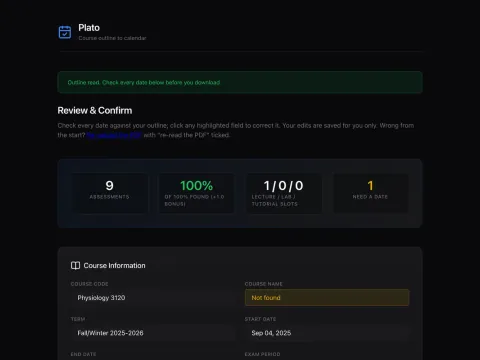 Plato
Course outline to calendar
Outline read. Check every date below before you download.
Review & Confirm
Check every date against your outline; click any highlighted field to correct it. Your edits are saved for you only. Wrong from
the start? with "re-read the PDF" ticked.
9
ASSESSMENTS
100%
OF 100% FOUND (+1.0
BONUS)
1/0/0
LECTURE / LAB /
TUTORIAL SLOTS
1
NEED A DATE
Course Information
COURSE CODE
Physiology 3120
COURSE NAME
Not found
TERM
Fall/Winter 2025-2026
START DATE
Sep 04, 2025
END DATE
EXAM PERIOD